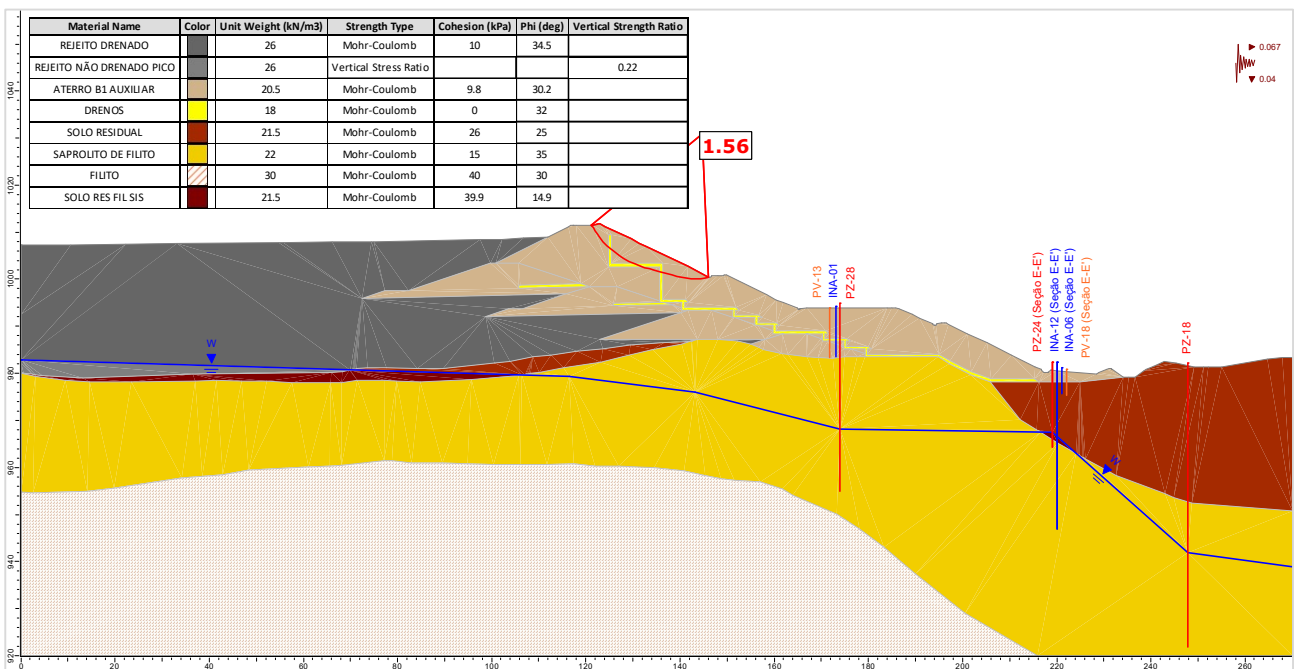 Material Name Color Unit Weight (kN/m3) Strength Type Cohesion (kPa) Phi (deg) Vertical Strength Ratio
REJEITO DRENADO 26 Mohr-Coulomb 10 34.5
REJEITO NÃO DRENADO PICO 26 Vertical Stress Ratio 0.22
ATERRO B1 AUXILIAR 20.5 Mohr-Coulomb 9.8 30.2
DRENOS 18 Mohr-Coulomb 0 32
SOLO RESIDUAL 21.5 Mohr-Coulomb 26 25
SAPROLITO DE FILITO 22 Mohr-Coulomb 15 35
FILITO 30 Mohr-Coulomb 40 30
SOLO RES FIL SIS 21.5 Mohr-Coulomb 39.9 14.9
0.067
0.04
1.56
PV-13
INA-01
PZ-28
PZ-24 (Seção E-E')
INA-12 (Seção E-E')
INA-06 (Seção E-E')
PV-18 (Seção E-E')
PZ-18
W
W
1040
1020
1000
980
960
940
920
0 20 40 60 80 100 120 140 160 180 200 220 240 260